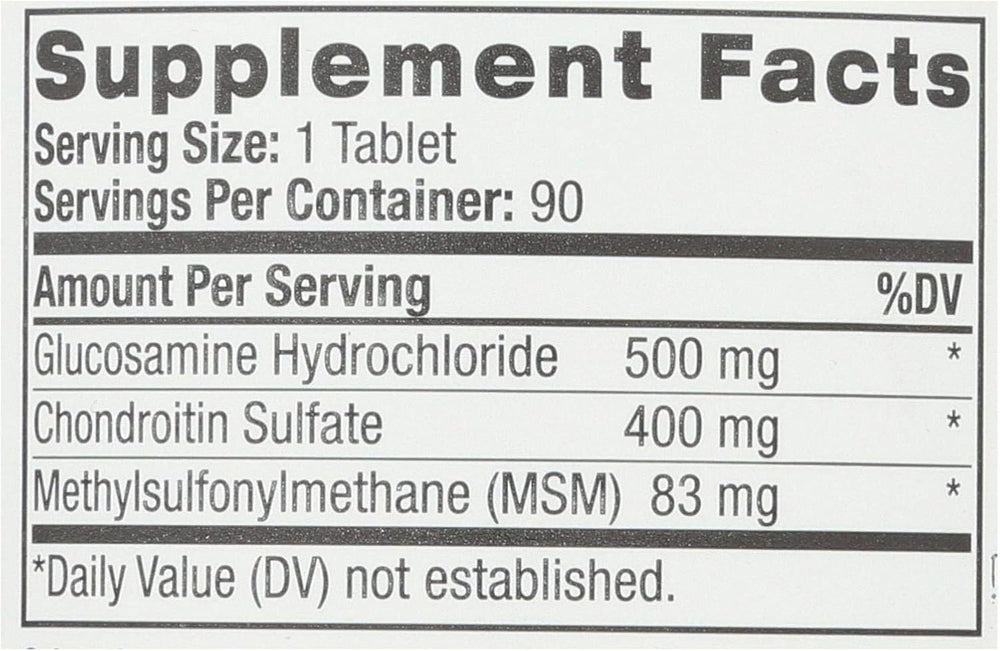 Supplement Facts
Serving Size: 1 Tablet
Servings Per Container: 90
Amount Per Serving %DV
Glucosamine Hydrochloride 500 mg *
Chondroitin Sulfate 400 mg *
Methylsulfonylmethane (MSM) 83 mg *
*Daily Value (DV) not established.